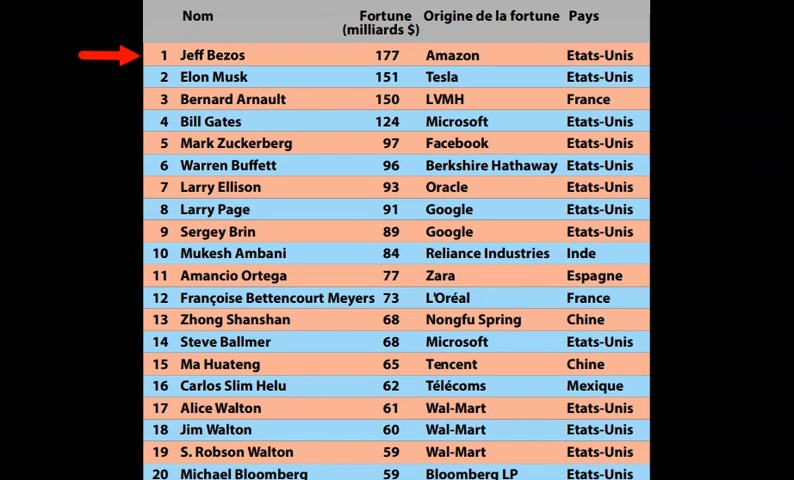 Nom Fortune Origine de la fortune Pays
(milliards $)
1 Jeff Bezos 177 Amazon Etats-Unis
2 Elon Musk 151 Tesla Etats-Unis
3 Bernard Arnault 150 LVMH France
4 Bill Gates 124 Microsoft Etats-Unis
5 Mark Zuckerberg 97 Facebook Etats-Unis
6 Warren Buffett 96 Berkshire Hathaway Etats-Unis
7 Larry Ellison 93 Oracle Etats-Unis
8 Larry Page 91 Google Etats-Unis
9 Sergey Brin 89 Google Etats-Unis
10 Mukesh Ambani 84 Reliance Industries Inde
11 Amancio Ortega 77 Zara Espagne
12 Françoise Bettencourt Meyers 73 L'Oréal France
13 Zhong Shanshan 68 Nongfu Spring Chine
14 Steve Ballmer 68 Microsoft Etats-Unis
15 Ma Huateng 65 Tencent Chine
16 Carlos Slim Helu 62 Télécoms Mexique
17 Alice Walton 61 Wal-Mart Etats-Unis
18 Jim Walton 60 Wal-Mart Etats-Unis
19 S. Robson Walton 59 Wal-Mart Etats-Unis
20 Michael Bloomberg 59 Bloomberg LP Etats-Unis